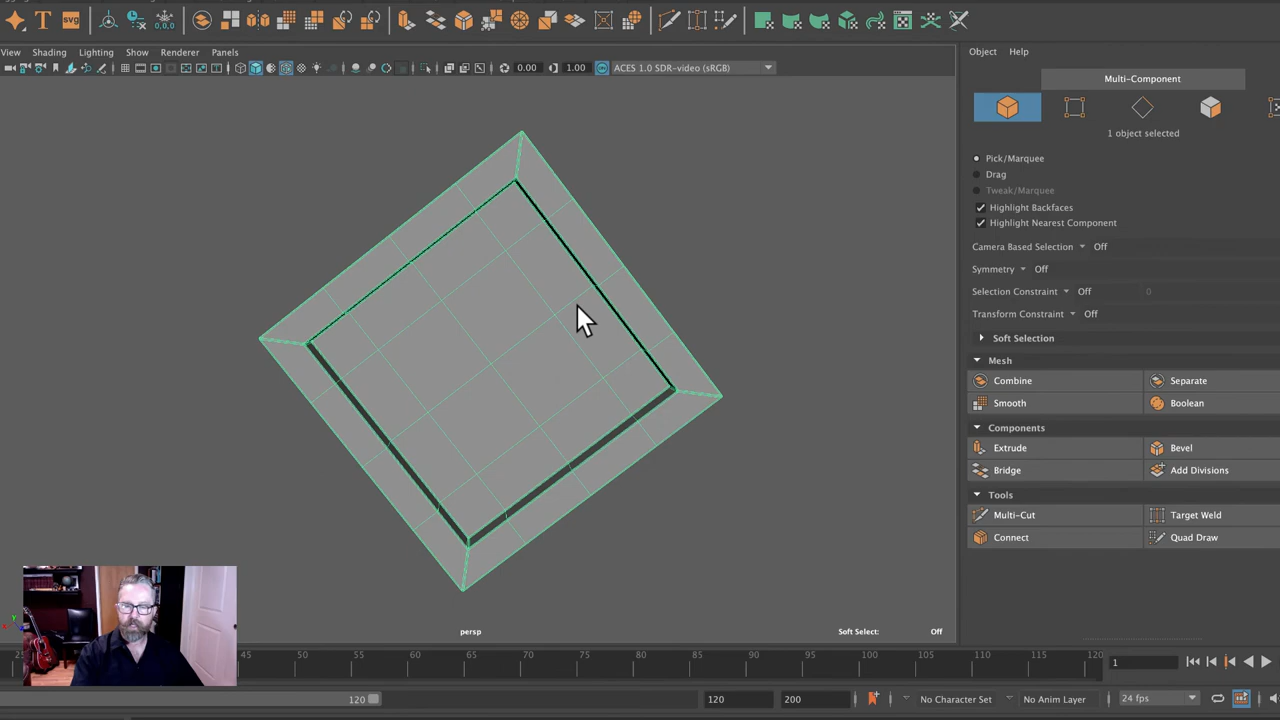 svg
0,0,0
View Shading Lighting Show Renderer Panels
0.00 1.00 ACES 1.0 SDR-video (sRGB)
Object Help
Multi-Component
1 object selected
Pick/Marquee
Drag
Tweak/Marquee
Highlight Backfaces
Highlight Nearest Component
Camera Based Selection Off
Symmetry Off
Selection Constraint Off 0
Transform Constraint Off
Soft Selection
Mesh
Combine Separate
Smooth Boolean
Components
Extrude Bevel
Bridge Add Divisions
Tools
Multi-Cut Target Weld
Connect Quad Draw
persp Soft Select: Off
45 50 55 60 65 70 75 80 85 90 95 100 105 110 115 120 1
120 120 200 No Character Set No Anim Layer 24 fps